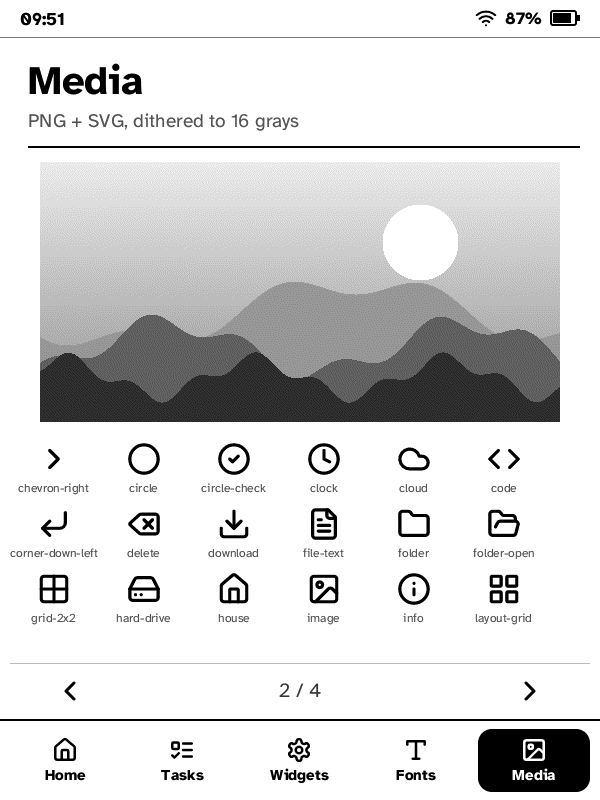 09:51 87%
Media
PNG + SVG, dithered to 16 grays
chevron-right circle circle-check clock cloud code
corner-down-left delete download file-text folder folder-open
grid-2x2 hard-drive house image info layout-grid
2 / 4
Home Tasks Widgets Fonts Media